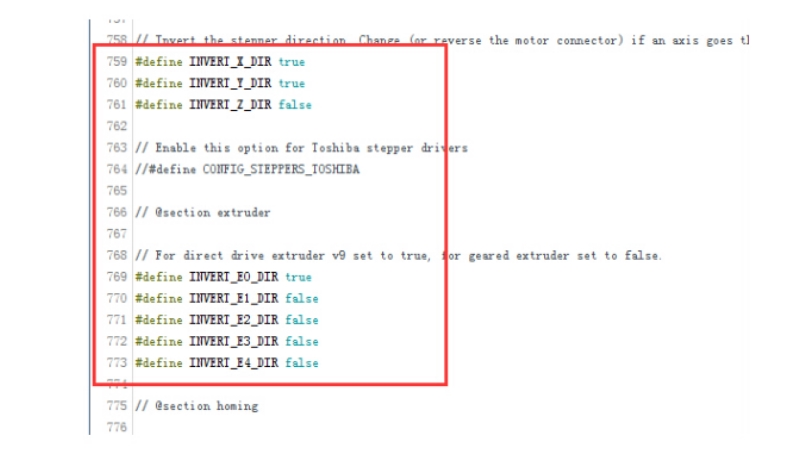 758 // Invert the stepper direction. Change (or reverse the motor connector) if an axis goes t
759 #define INVERT_X_DIR true
760 #define INVERT_Y_DIR true
761 #define INVERT_Z_DIR false
762
763 // Enable this option for Toshiba stepper drivers
764 //#define CONFIG_STEPPERS_TOSHIBA
765
766 // @section extruder
767
768 // For direct drive extruder v9 set to true, for geared extruder set to false.
769 #define INVERT_E0_DIR true
770 #define INVERT_E1_DIR false
771 #define INVERT_E2_DIR false
772 #define INVERT_E3_DIR false
773 #define INVERT_E4_DIR false
774
775 // @section homing
776